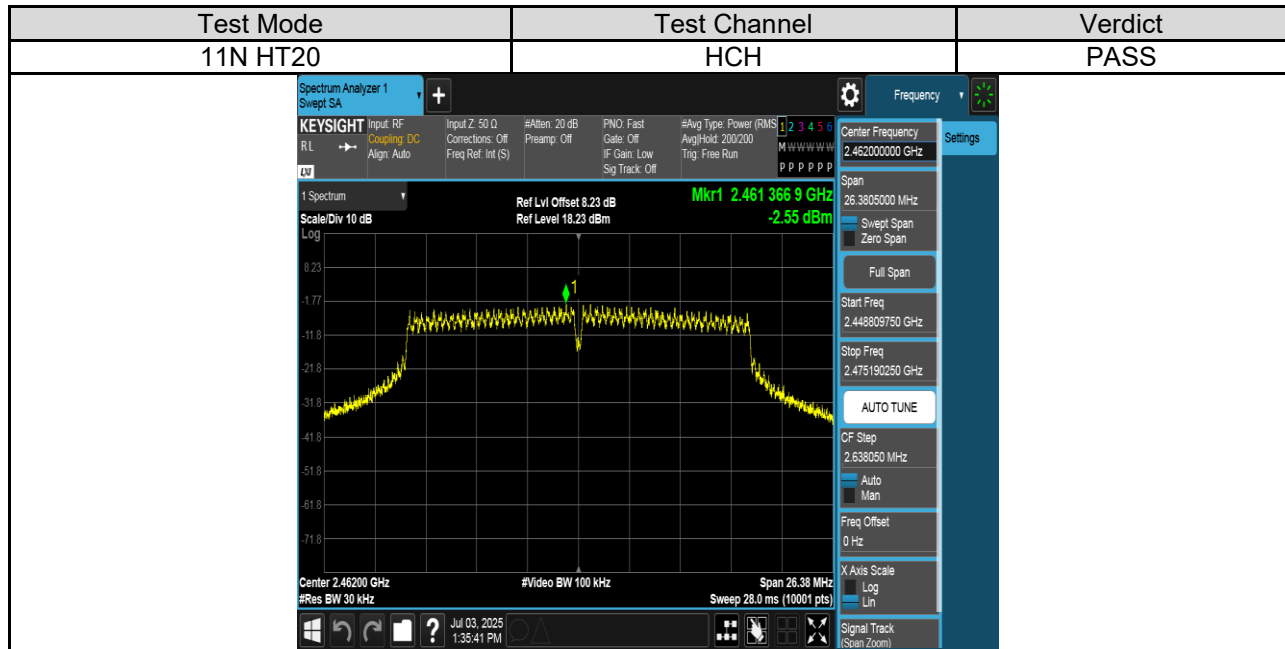 Test Mode Test Channel Verdict
11N HT20 HCH PASS
Spectrum Analyzer 1
Swept SA
+
Frequency
KEYSIGHT Input: RF Input Z: 50 Ω #Atten: 20 dB PNO: Fast #Avg Type: Power (RMS 1 2 3 4 5 6
RL Coupling: DC Corrections: Off Preamp: Off Gate: Off Avg|Hold: 200/200 M W W W W W
Align: Auto Freq Ref: Int (S) IF Gain: Low Trig: Free Run
LXI Sig Track: Off P P P P P P
1 Spectrum
Scale/Div 10 dB
Ref Lvl Offset 8.23 dB
Ref Level 18.23 dBm
Mkr1 2.461 366 9 GHz
-2.55 dBm
Log
8.23
1
-1.77
-11.8
-21.8
-31.8
-41.8
-51.8
-61.8
-71.8
Center 2.46200 GHz #Video BW 100 kHz Span 26.38 MHz
#Res BW 30 kHz Sweep 28.0 ms (10001 pts)
?
Jul 03, 2025
1:35:41 PM
Center Frequency
2.462000000 GHz
Settings
Span
26.3805000 MHz
Swept Span
Zero Span
Full Span
Start Freq
2.448809750 GHz
Stop Freq
2.475190250 GHz
AUTO TUNE
CF Step
2.638050 MHz
Auto
Man
Freq Offset
0 Hz
X Axis Scale
Log
Lin
Signal Track
(Span Zoom)